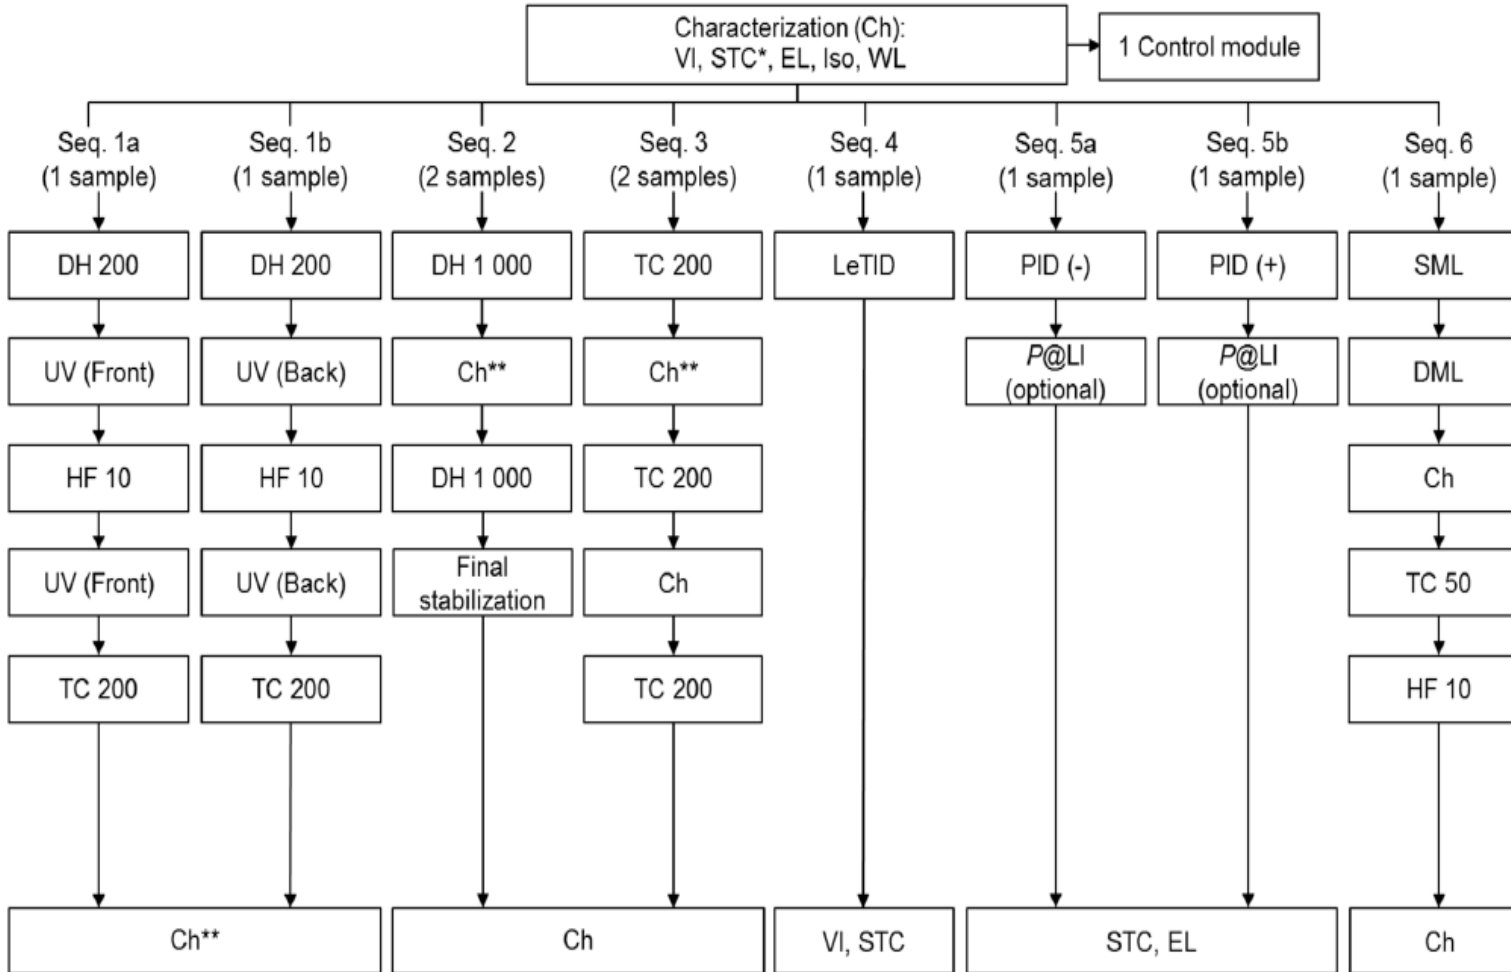 Characterization (Ch):
VI, STC*, EL, Iso, WL
1 Control module
Seq. 1a
(1 sample)
Seq. 1b
(1 sample)
Seq. 2
(2 samples)
Seq. 3
(2 samples)
Seq. 4
(1 sample)
Seq. 5a
(1 sample)
Seq. 5b
(1 sample)
Seq. 6
(1 sample)
DH 200
DH 200
DH 1 000
TC 200
LeTID
PID (-)
PID (+)
SML
UV (Front)
UV (Back)
Ch**
Ch**
P@LI
(optional)
P@LI
(optional)
DML
HF 10
HF 10
DH 1 000
TC 200
Ch
UV (Front)
UV (Back)
Final
stabilization
Ch
TC 50
TC 200
TC 200
TC 200
HF 10
Ch**
Ch
VI, STC
STC, EL
Ch